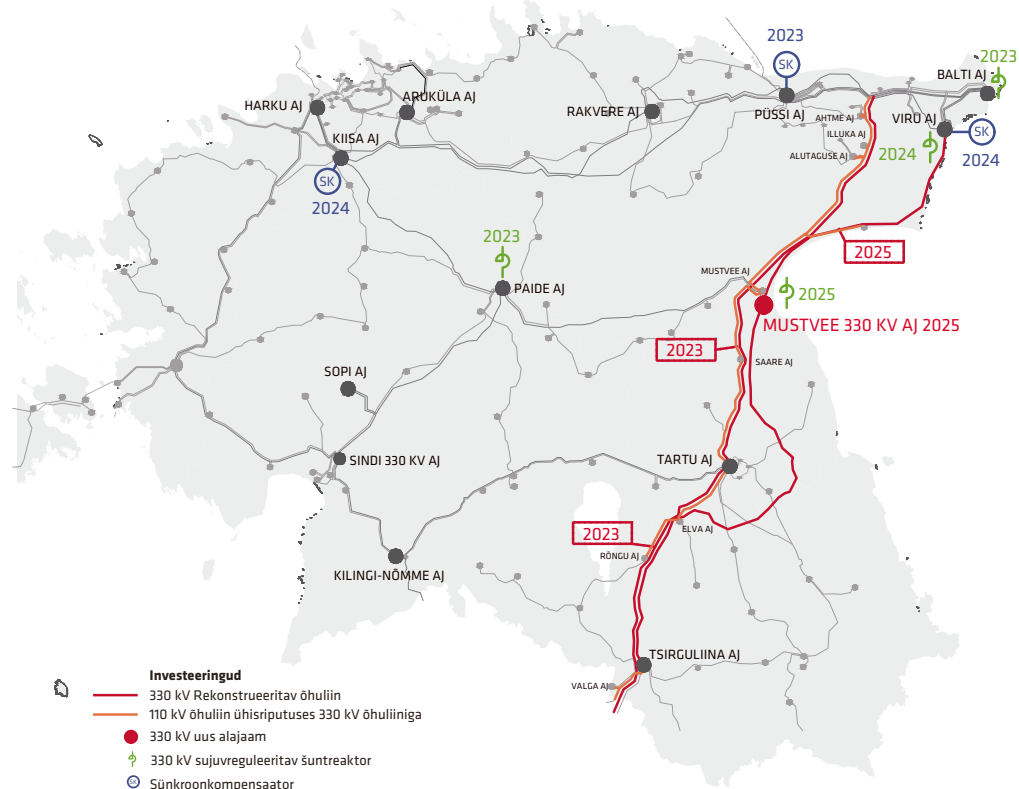 2023
SK
2023
BALTI AJ
HARKU AJ
ARUKÜLA AJ
RAKVERE AJ
PÜSSI AJ
AHTME AJ
VIRU AJ
ILLUKA AJ
KIISA AJ
ALUTAGUSE AJ
2024
SK
2024
SK
2024
2023
2025
MUSTVEE AJ
PAIDE AJ
2025
MUSTVEE 330 KV AJ 2025
2023
SAARE AJ
SOPI AJ
TARTU AJ
SINDI 330 KV AJ
2023
ELVA AJ
RÕNGU AJ
KILINGI-NÕMME AJ
TSIRGULIINA AJ
VALGA AJ
Investeeringud
330 kV Rekonstrueeritav õhuliin
110 kV õhuliin ühisriputuses 330 kV õhuliiniga
330 kV uus alajaam
330 kV sujuvreguleeritav šuntreaktor
SK
Sünkroonkompensaator